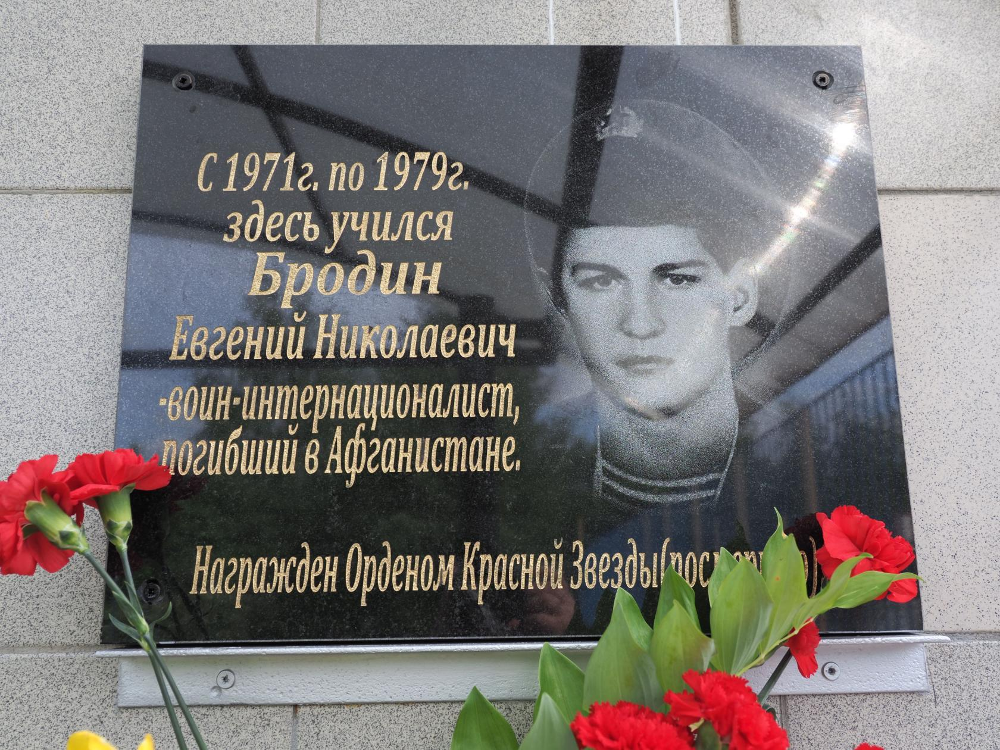 С 1971г. по 1979г.
здесь учился
Бродин
Евгений Николаевич
-воин-интернационалист,
погибший в Афганистане.
Награжден Орденом Красной Звезды